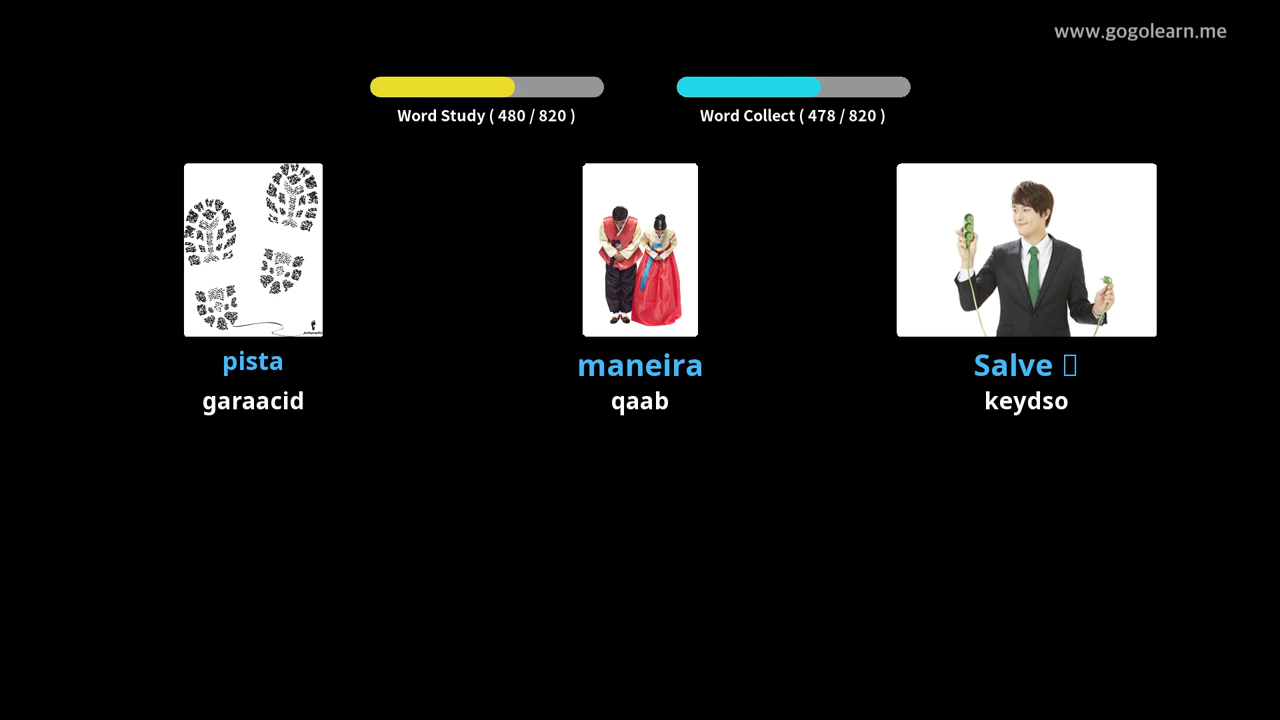 www.gogolearn.me
Word Study ( 480 / 820 )
Word Collect ( 478 / 820 )
pista
maneira
Salve
garaacid
qaab
keydso